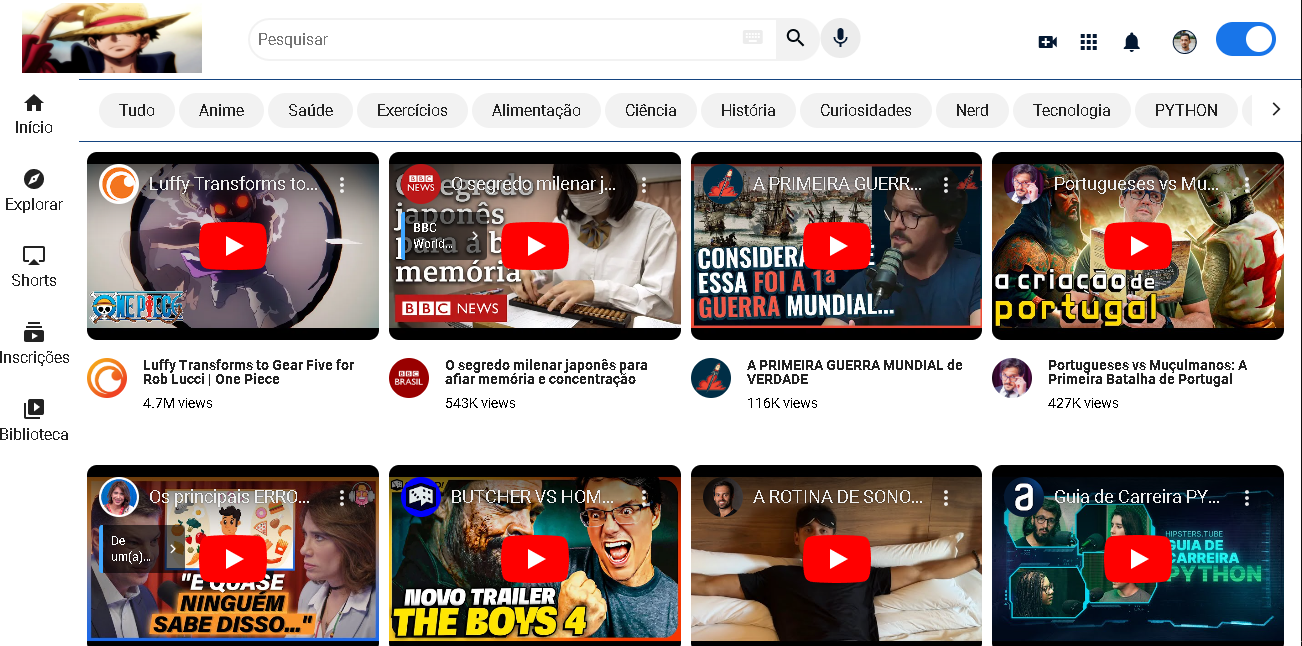 Pesquisar
Tudo
Anime
Saúde
Exercícios
Alimentação
Ciência
História
Curiosidades
Nerd
Tecnologia
PYTHON
Início
Explorar
Shorts
Inscrições
Biblioteca
Luffy Transforms to...
ONE PIECE
Luffy Transforms to Gear Five for
Rob Lucci | One Piece
4.7M views
BBC
NEWS
O segredo milenar j...
O segredo
japonês
para a
memória
BBC
World...
BBC NEWS
BBC
BRASIL
O segredo milenar japonês para
afiar memória e concentração
543K views
A PRIMEIRA GUERR...
ESSA FOI A 1ª
GUERRA MUNDIAL...
A PRIMEIRA GUERRA MUNDIAL de
VERDADE
116K views
Portugueses vs Mu...
a criação de
portugal
Portugueses vs Muçulmanos: A
Primeira Batalha de Portugal
427K views
Os principais ERRO...
De
um(a)...
"É QUASE
NINGUÉM
SABE DISSO..."
BUTCHER VS HOM...
NOVO TRAILER
THE BOYS 4
A ROTINA DE SONO...
Guia de Carreira PY...
HIPSTERS.TUBE
GUIA DE
CARREIRA
PYTHON